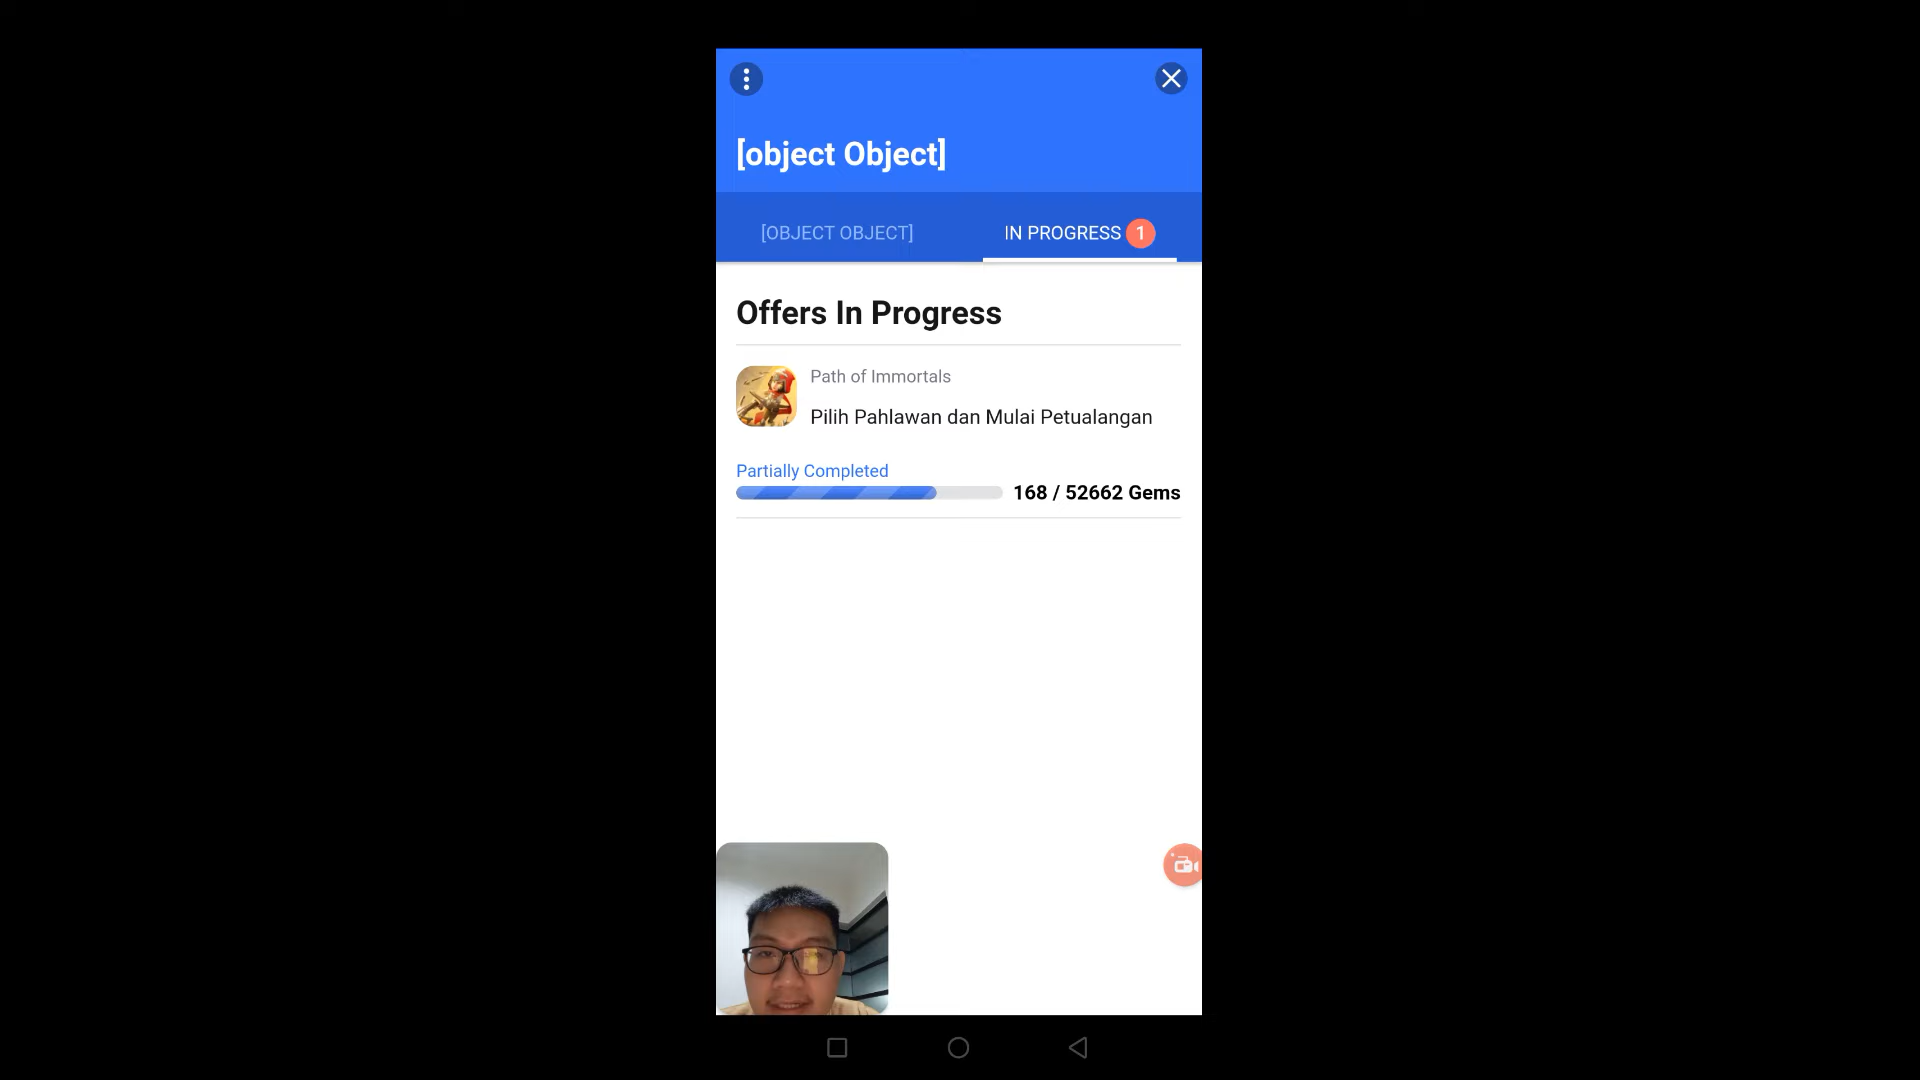 [object Object]
[OBJECT OBJECT]
IN PROGRESS 1
Offers In Progress
Path of Immortals
Pilih Pahlawan dan Mulai Petualangan
Partially Completed
168 / 52662 Gems